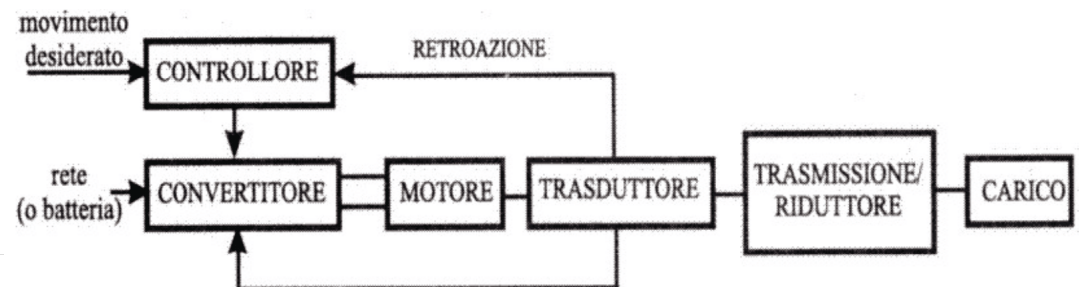 movimento
desiderato
CONTROLLORE
RETROAZIONE
rete
(o batteria)
CONVERTITORE
MOTORE
TRASDUTTORE
TRASMISSIONE/
RIDUTTORE
CARICO